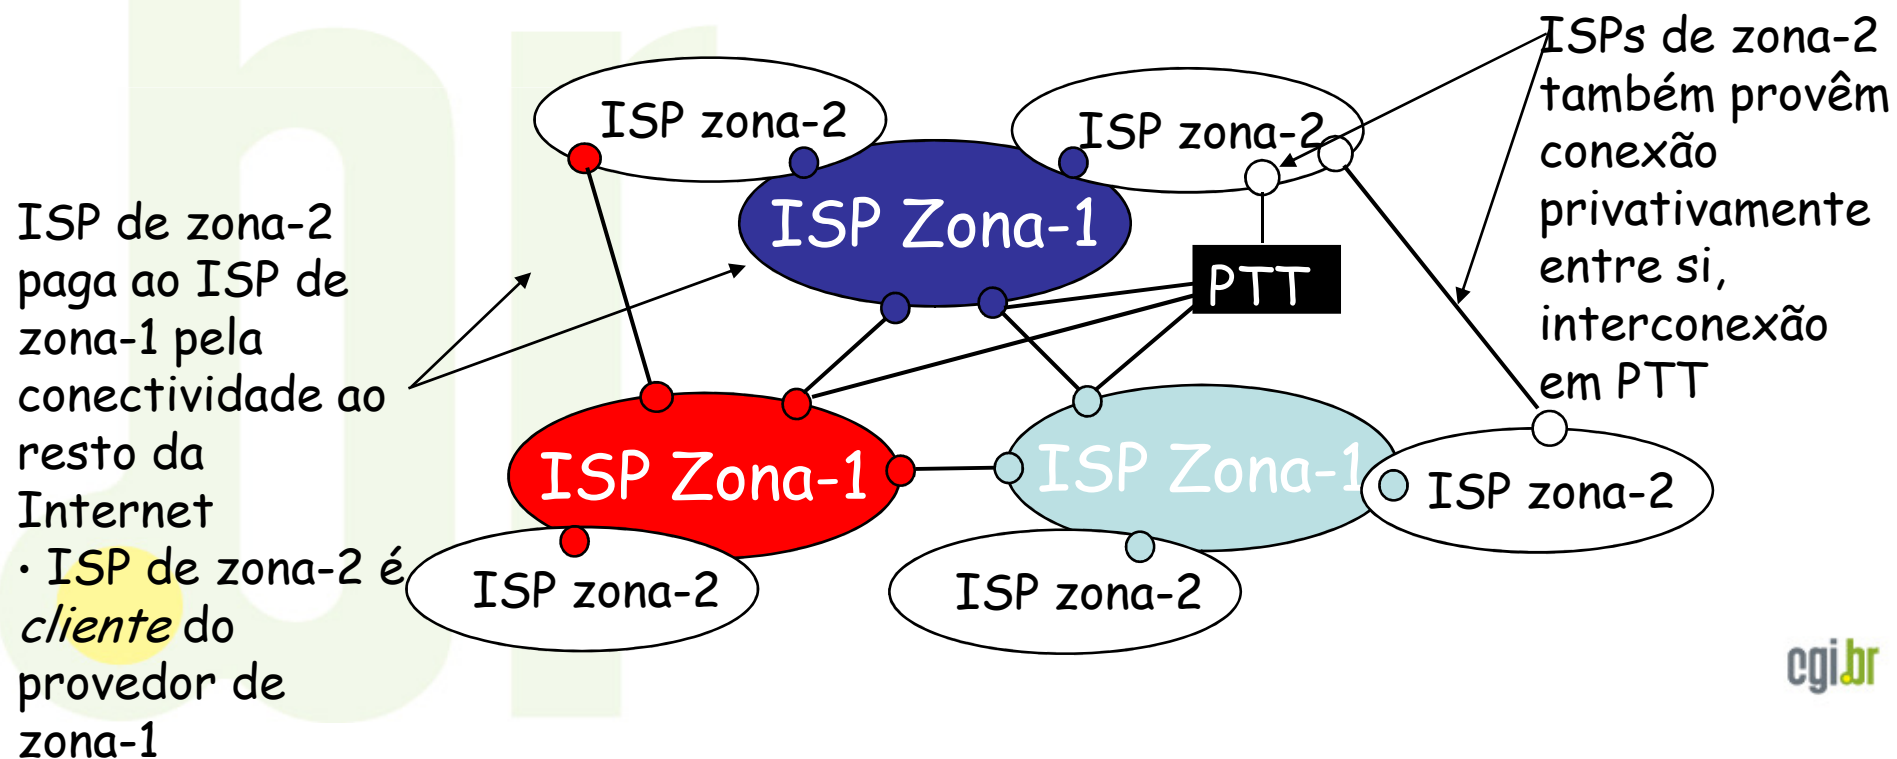 ISP de zona-2
paga ao ISP de
zona-1 pela
conectividade ao
resto da
Internet
· ISP de zona-2 é
cliente do
provedor de
zona-1
ISP zona-2
ISP zona-2
ISP Zona-1
PTT
ISP Zona-1
ISP Zona-1
ISP zona-2
ISP zona-2
ISP zona-2
ISPs de zona-2
também provêm
conexão
privativamente
entre si,
interconexão
em PTT
cgi.br